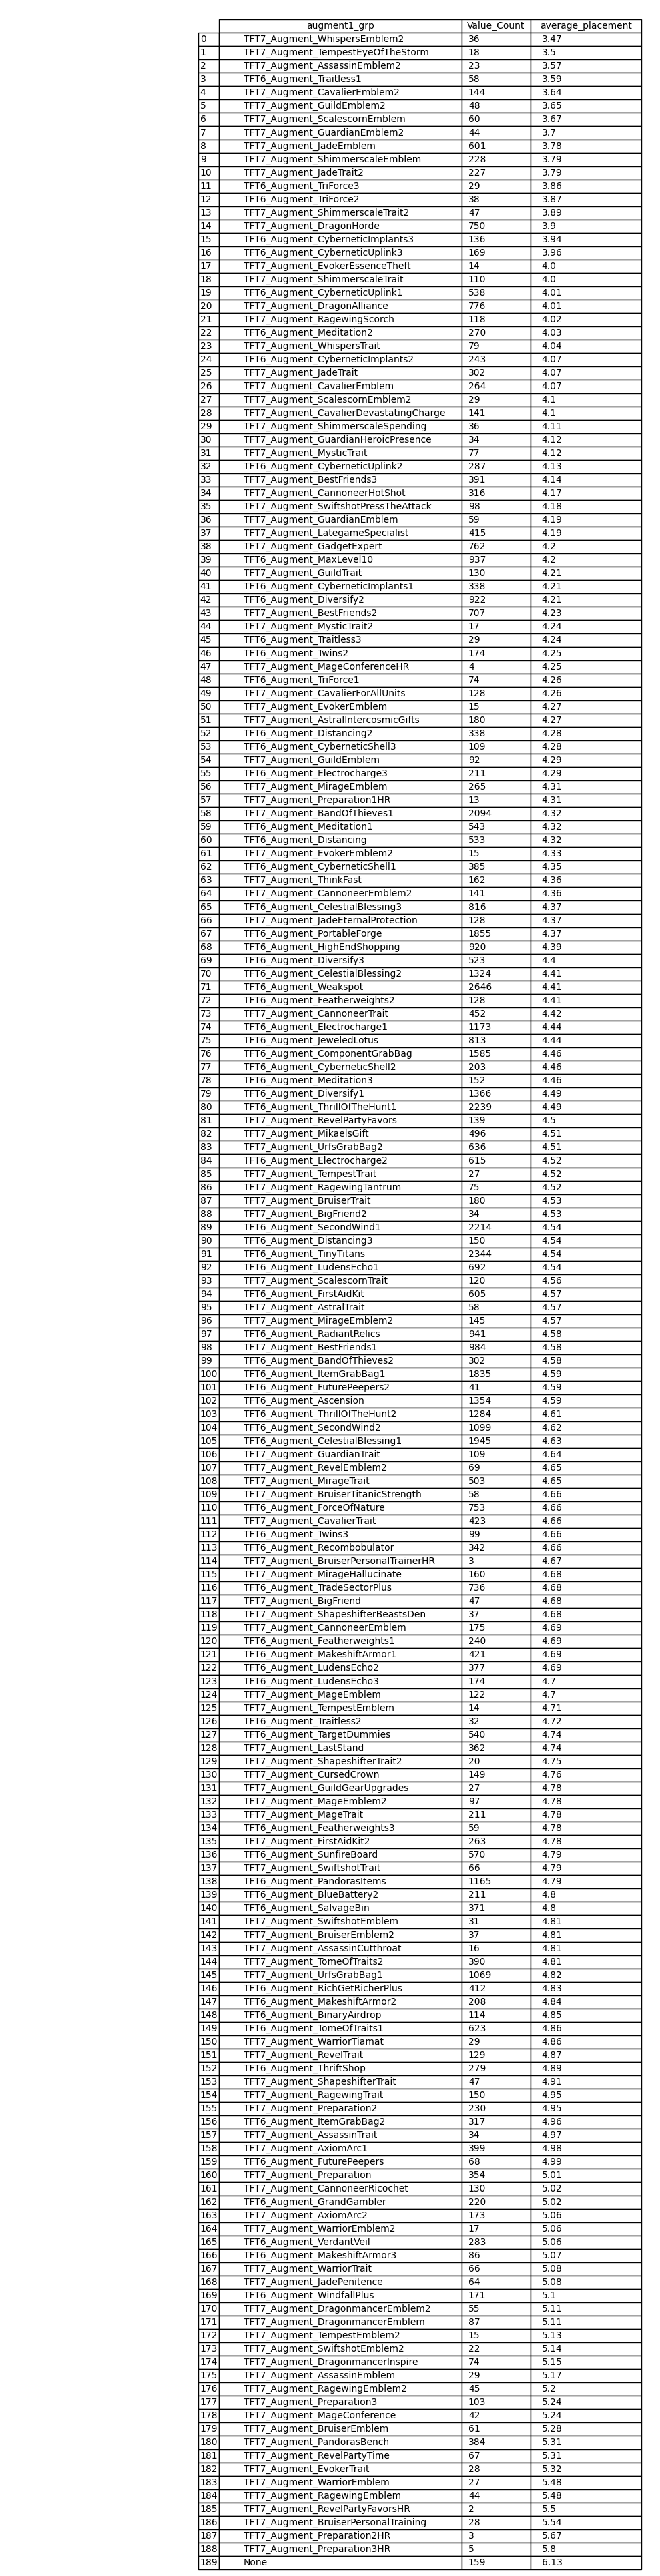 augment1_grp Value_Count average_placement
0 TFT7_Augment_WhispersEmblem2 36 3.47
1 TFT7_Augment_TempestEyeOfTheStorm 18 3.5
2 TFT7_Augment_AssassinEmblem2 23 3.57
3 TFT6_Augment_Traitless1 58 3.59
4 TFT7_Augment_CavalierEmblem2 144 3.64
5 TFT7_Augment_GuildEmblem2 48 3.65
6 TFT7_Augment_ScalescornEmblem 60 3.67
7 TFT7_Augment_GuardianEmblem2 44 3.7
8 TFT7_Augment_JadeEmblem 601 3.78
9 TFT7_Augment_ShimmerscaleEmblem 228 3.79
10 TFT7_Augment_JadeTrait2 227 3.79
11 TFT6_Augment_TriForce3 29 3.86
12 TFT6_Augment_TriForce2 38 3.87
13 TFT7_Augment_ShimmerscaleTrait2 47 3.89
14 TFT7_Augment_DragonHorde 750 3.9
15 TFT6_Augment_CyberneticImplants3 136 3.94
16 TFT6_Augment_CyberneticUplink3 169 3.96
17 TFT7_Augment_EvokerEssenceTheft 14 4.0
18 TFT7_Augment_ShimmerscaleTrait 110 4.0
19 TFT6_Augment_CyberneticUplink1 538 4.01
20 TFT7_Augment_DragonAlliance 776 4.01
21 TFT7_Augment_RagewingScorch 118 4.02
22 TFT6_Augment_Meditation2 270 4.03
23 TFT7_Augment_WhispersTrait 79 4.04
24 TFT6_Augment_CyberneticImplants2 243 4.07
25 TFT7_Augment_JadeTrait 302 4.07
26 TFT7_Augment_CavalierEmblem 264 4.07
27 TFT7_Augment_ScalescornEmblem2 29 4.1
28 TFT7_Augment_CavalierDevastatingCharge 141 4.1
29 TFT7_Augment_ShimmerscaleSpending 36 4.11
30 TFT7_Augment_GuardianHeroicPresence 34 4.12
31 TFT7_Augment_MysticTrait 77 4.12
32 TFT6_Augment_CyberneticUplink2 287 4.13
33 TFT7_Augment_BestFriends3 391 4.14
34 TFT7_Augment_CannoneerHotShot 316 4.17
35 TFT7_Augment_SwiftshotPressTheAttack 98 4.18
36 TFT7_Augment_GuardianEmblem 59 4.19
37 TFT7_Augment_LategameSpecialist 415 4.19
38 TFT7_Augment_GadgetExpert 762 4.2
39 TFT6_Augment_MaxLevel10 937 4.2
40 TFT7_Augment_GuildTrait 130 4.21
41 TFT6_Augment_CyberneticImplants1 338 4.21
42 TFT6_Augment_Diversify2 922 4.21
43 TFT7_Augment_BestFriends2 707 4.23
44 TFT7_Augment_MysticTrait2 17 4.24
45 TFT6_Augment_Traitless3 29 4.24
46 TFT6_Augment_Twins2 174 4.25
47 TFT7_Augment_MageConferenceHR 4 4.25
48 TFT6_Augment_TriForce1 74 4.26
49 TFT7_Augment_CavalierForAllUnits 128 4.26
50 TFT7_Augment_EvokerEmblem 15 4.27
51 TFT7_Augment_AstralIntercosmicGifts 180 4.27
52 TFT6_Augment_Distancing2 338 4.28
53 TFT6_Augment_CyberneticShell3 109 4.28
54 TFT7_Augment_GuildEmblem 92 4.29
55 TFT6_Augment_Electrocharge3 211 4.29
56 TFT7_Augment_MirageEmblem 265 4.31
57 TFT7_Augment_Preparation1HR 13 4.31
58 TFT7_Augment_BandOfThieves1 2094 4.32
59 TFT6_Augment_Meditation1 543 4.32
60 TFT6_Augment_Distancing 533 4.32
61 TFT7_Augment_EvokerEmblem2 15 4.33
62 TFT6_Augment_CyberneticShell1 385 4.35
63 TFT7_Augment_ThinkFast 162 4.36
64 TFT7_Augment_CannoneerEmblem2 141 4.36
65 TFT6_Augment_CelestialBlessing3 816 4.37
66 TFT7_Augment_JadeEternalProtection 128 4.37
67 TFT6_Augment_PortableForge 1855 4.37
68 TFT6_Augment_HighEndShopping 920 4.39
69 TFT6_Augment_Diversify3 523 4.4
70 TFT6_Augment_CelestialBlessing2 1324 4.41
71 TFT6_Augment_Weakspot 2646 4.41
72 TFT6_Augment_Featherweights2 128 4.41
73 TFT7_Augment_CannoneerTrait 452 4.42
74 TFT6_Augment_Electrocharge1 1173 4.44
75 TFT6_Augment_JeweledLotus 813 4.44
76 TFT6_Augment_ComponentGrabBag 1585 4.46
77 TFT6_Augment_CyberneticShell2 203 4.46
78 TFT6_Augment_Meditation3 152 4.46
79 TFT6_Augment_Diversify1 1366 4.49
80 TFT6_Augment_ThrillOfTheHunt1 2239 4.49
81 TFT7_Augment_RevelPartyFavors 139 4.5
82 TFT7_Augment_MikaelsGift 496 4.51
83 TFT7_Augment_UrfsGrabBag2 636 4.51
84 TFT6_Augment_Electrocharge2 615 4.52
85 TFT7_Augment_TempestTrait 27 4.52
86 TFT7_Augment_RagewingTantrum 75 4.52
87 TFT7_Augment_BruiserTrait 180 4.53
88 TFT7_Augment_BigFriend2 34 4.53
89 TFT6_Augment_SecondWind1 2214 4.54
90 TFT6_Augment_Distancing3 150 4.54
91 TFT6_Augment_TinyTitans 2344 4.54
92 TFT6_Augment_LudensEcho1 692 4.54
93 TFT7_Augment_ScalescornTrait 120 4.56
94 TFT6_Augment_FirstAidKit 605 4.57
95 TFT7_Augment_AstralTrait 58 4.57
96 TFT7_Augment_MirageEmblem2 145 4.57
97 TFT6_Augment_RadiantRelics 941 4.58
98 TFT7_Augment_BestFriends1 984 4.58
99 TFT6_Augment_BandOfThieves2 302 4.58
100 TFT6_Augment_ItemGrabBag1 1835 4.59
101 TFT6_Augment_FuturePeepers2 41 4.59
102 TFT6_Augment_Ascension 1354 4.59
103 TFT6_Augment_ThrillOfTheHunt2 1284 4.61
104 TFT6_Augment_SecondWind2 1099 4.62
105 TFT6_Augment_CelestialBlessing1 1945 4.63
106 TFT7_Augment_GuardianTrait 109 4.64
107 TFT7_Augment_RevelEmblem2 69 4.65
108 TFT7_Augment_MirageTrait 503 4.65
109 TFT7_Augment_BruiserTitanicStrength 58 4.66
110 TFT6_Augment_ForceOfNature 753 4.66
111 TFT7_Augment_CavalierTrait 423 4.66
112 TFT6_Augment_Twins3 99 4.66
113 TFT6_Augment_Recombobulator 342 4.66
114 TFT7_Augment_BruiserPersonalTrainerHR 3 4.67
115 TFT7_Augment_MirageHallucinate 160 4.68
116 TFT6_Augment_TradeSectorPlus 736 4.68
117 TFT7_Augment_BigFriend 47 4.68
118 TFT7_Augment_ShapeshifterBeastsDen 37 4.68
119 TFT7_Augment_CannoneerEmblem 175 4.69
120 TFT6_Augment_Featherweights1 240 4.69
121 TFT6_Augment_MakeshiftArmor1 421 4.69
122 TFT6_Augment_LudensEcho2 377 4.69
123 TFT6_Augment_LudensEcho3 174 4.7
124 TFT7_Augment_MageEmblem 122 4.7
125 TFT7_Augment_TempestEmblem 14 4.71
126 TFT6_Augment_Traitless2 32 4.72
127 TFT6_Augment_TargetDummies 540 4.74
128 TFT7_Augment_LastStand 362 4.74
129 TFT7_Augment_ShapeshifterTrait2 20 4.75
130 TFT7_Augment_CursedCrown 149 4.76
131 TFT7_Augment_GuildGearUpgrades 27 4.78
132 TFT7_Augment_MageEmblem2 97 4.78
133 TFT7_Augment_MageTrait 211 4.78
134 TFT6_Augment_Featherweights3 59 4.78
135 TFT7_Augment_FirstAidKit2 263 4.78
136 TFT6_Augment_SunfireBoard 570 4.79
137 TFT7_Augment_SwiftshotTrait 66 4.79
138 TFT6_Augment_PandorasItems 1165 4.79
139 TFT6_Augment_BlueBattery2 211 4.8
140 TFT6_Augment_SalvageBin 371 4.8
141 TFT7_Augment_SwiftshotEmblem 31 4.81
142 TFT7_Augment_BruiserEmblem2 37 4.81
143 TFT7_Augment_AssassinCutthroat 16 4.81
144 TFT7_Augment_TomeOfTraits2 390 4.81
145 TFT7_Augment_UrfsGrabBag1 1069 4.82
146 TFT6_Augment_RichGetRicherPlus 412 4.83
147 TFT6_Augment_MakeshiftArmor2 208 4.84
148 TFT6_Augment_BinaryAirdrop 114 4.85
149 TFT6_Augment_TomeOfTraits1 623 4.86
150 TFT7_Augment_WarriorTiamat 29 4.86
151 TFT7_Augment_RevelTrait 129 4.87
152 TFT6_Augment_ThriftShop 279 4.89
153 TFT7_Augment_ShapeshifterTrait 47 4.91
154 TFT7_Augment_RagewingTrait 150 4.95
155 TFT7_Augment_Preparation2 230 4.95
156 TFT6_Augment_ItemGrabBag2 317 4.96
157 TFT7_Augment_AssassinTrait 34 4.97
158 TFT7_Augment_AxiomArc1 399 4.98
159 TFT6_Augment_FuturePeepers 68 4.99
160 TFT7_Augment_Preparation 354 5.01
161 TFT7_Augment_CannoneerRicochet 130 5.02
162 TFT6_Augment_GrandGambler 220 5.02
163 TFT7_Augment_AxiomArc2 173 5.06
164 TFT7_Augment_WarriorEmblem2 17 5.06
165 TFT6_Augment_VerdantVeil 283 5.06
166 TFT6_Augment_MakeshiftArmor3 86 5.07
167 TFT7_Augment_WarriorTrait 66 5.08
168 TFT7_Augment_JadePenitence 64 5.08
169 TFT6_Augment_WindfallPlus 171 5.1
170 TFT7_Augment_DragonmancerEmblem2 55 5.11
171 TFT7_Augment_DragonmancerEmblem 87 5.11
172 TFT7_Augment_TempestEmblem2 15 5.13
173 TFT7_Augment_SwiftshotEmblem2 22 5.14
174 TFT7_Augment_DragonmancerInspire 74 5.15
175 TFT7_Augment_AssassinEmblem 29 5.17
176 TFT7_Augment_RagewingEmblem2 45 5.2
177 TFT7_Augment_Preparation3 103 5.24
178 TFT7_Augment_MageConference 42 5.24
179 TFT7_Augment_BruiserEmblem 61 5.28
180 TFT7_Augment_PandorasBench 384 5.31
181 TFT7_Augment_RevelPartyTime 67 5.31
182 TFT7_Augment_EvokerTrait 28 5.32
183 TFT7_Augment_WarriorEmblem 27 5.48
184 TFT7_Augment_RagewingEmblem 44 5.48
185 TFT7_Augment_RevelPartyFavorsHR 2 5.5
186 TFT7_Augment_BruiserPersonalTraining 28 5.54
187 TFT7_Augment_Preparation2HR 3 5.67
188 TFT7_Augment_Preparation3HR 5 5.8
189 None 159 6.13